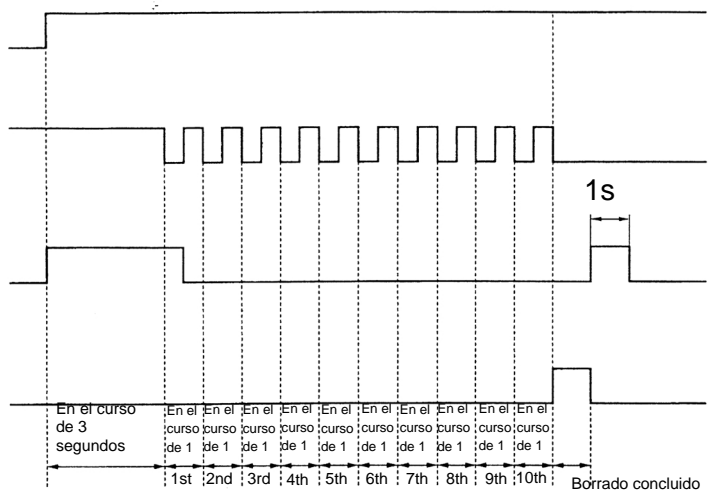 1s
En el curso
de 3
segundos
En el
curso
de 1
En el
curso
de 1
En el
curso
de 1
En el
curso
de 1
En el
curso
de 1
En el
curso
de 1
En el
curso
de 1
En el
curso
de 1
En el
curso
de 1
En el
curso
de 1
1st 2nd 3rd 4th 5th 6th 7th 8th 9th 10th
Borrado concluido